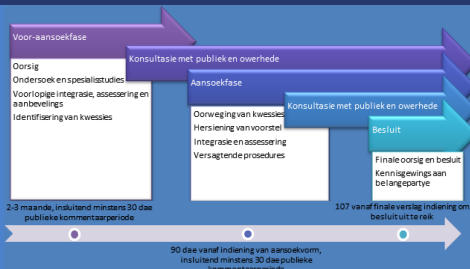 Voor-aansoekfase
Oorsig
Ondersoek en spesialisstudies
Voorlopige integrasie, assessering en
aanbevelings
Identifisering van kwessies
Konsultasie met publiek en owerhede
Aansoekfase
Oorweging van kwessies
Hersiening van voorstel
Integrasie en assessering
Versagtende prosedures
Konsultasie met publiek en owerhede
Besluit
Finale oorsig en besluit
Kennisgewings aan
belangepartye
2-3 maande, insluitend minstens 30 dae
publieke kommentaarperiode
107 vanaf finale verslag indiening om
besluit uit te reik
90 dae vanaf indiening van aansoekvorm,
insluitend minstens 30 dae publieke
kommentaarperiode